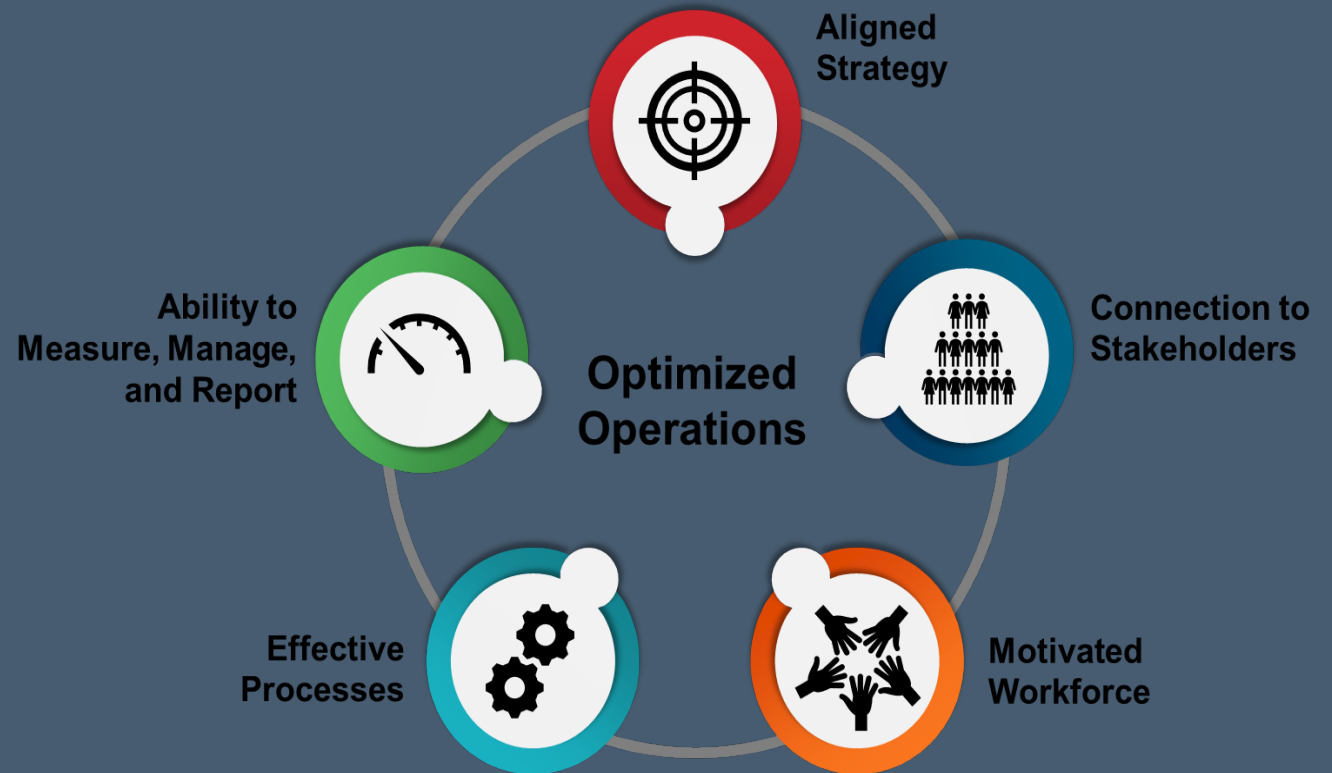 Aligned
Strategy
Connection to
Stakeholders
Motivated
Workforce
Effective
Processes
Ability to
Measure, Manage,
and Report
Optimized
Operations